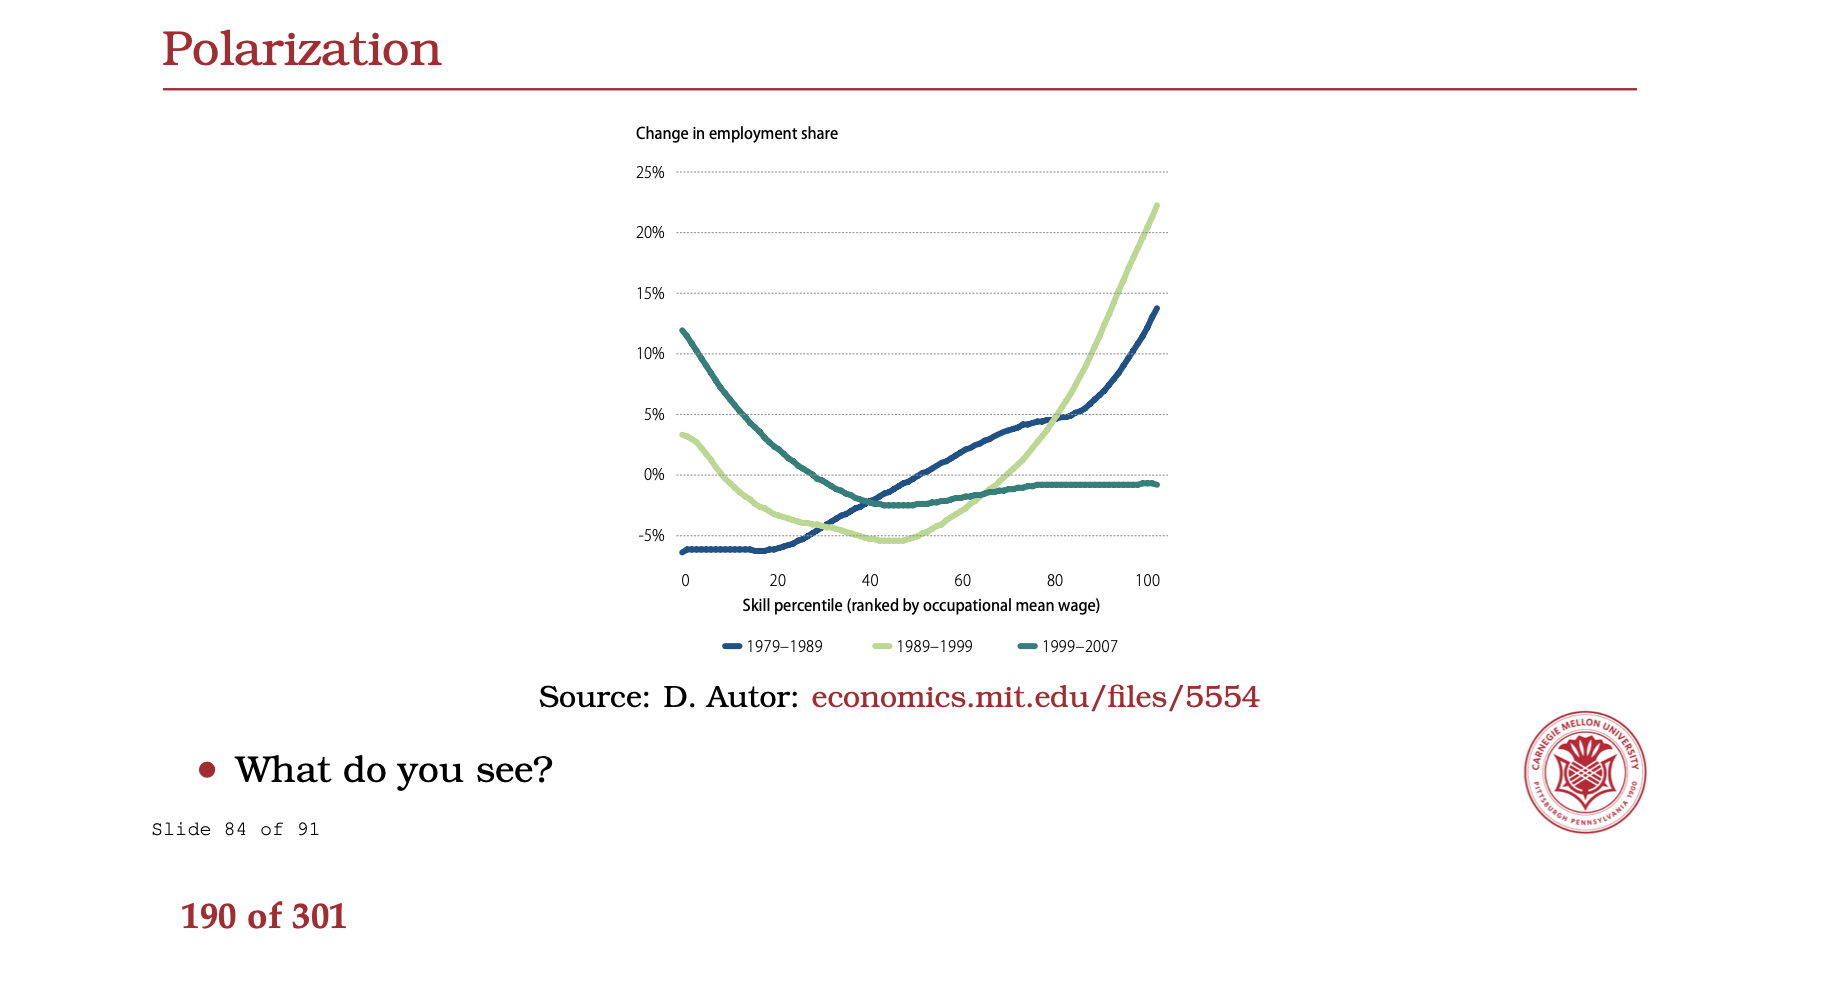 Polarization
Change in employment share
25%
20%
15%
10%
5%
0%
-5%
0 20 40 60 80 100
Skill percentile (ranked by occupational mean wage)
1979–1989 1989–1999 1999–2007
Source: D. Autor: economics.mit.edu/files/5554
• What do you see?
CARNEGIE MELLON UNIVERSITY
PITTSBURGH PENNSYLVANIA 1900
Slide 84 of 91
190 of 301